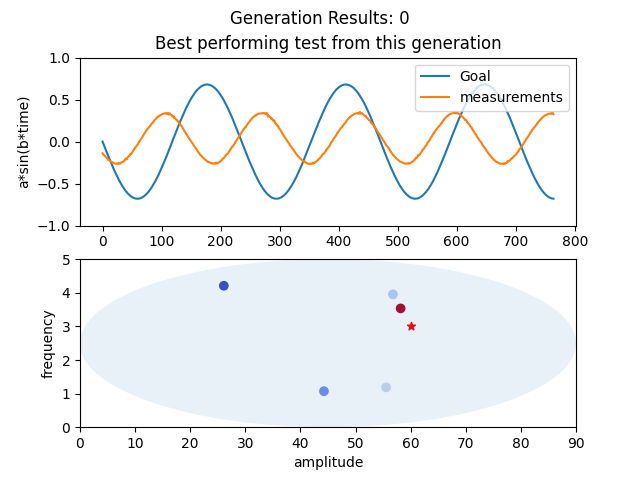 Generation Results: 0
Best performing test from this generation
1.0
0.5
0.0
−0.5
−1.0
a*sin(b*time)
Goal
measurements
0 100 200 300 400 500 600 700 800
5
4
3
2
1
0
frequency
0 10 20 30 40 50 60 70 80 90
amplitude